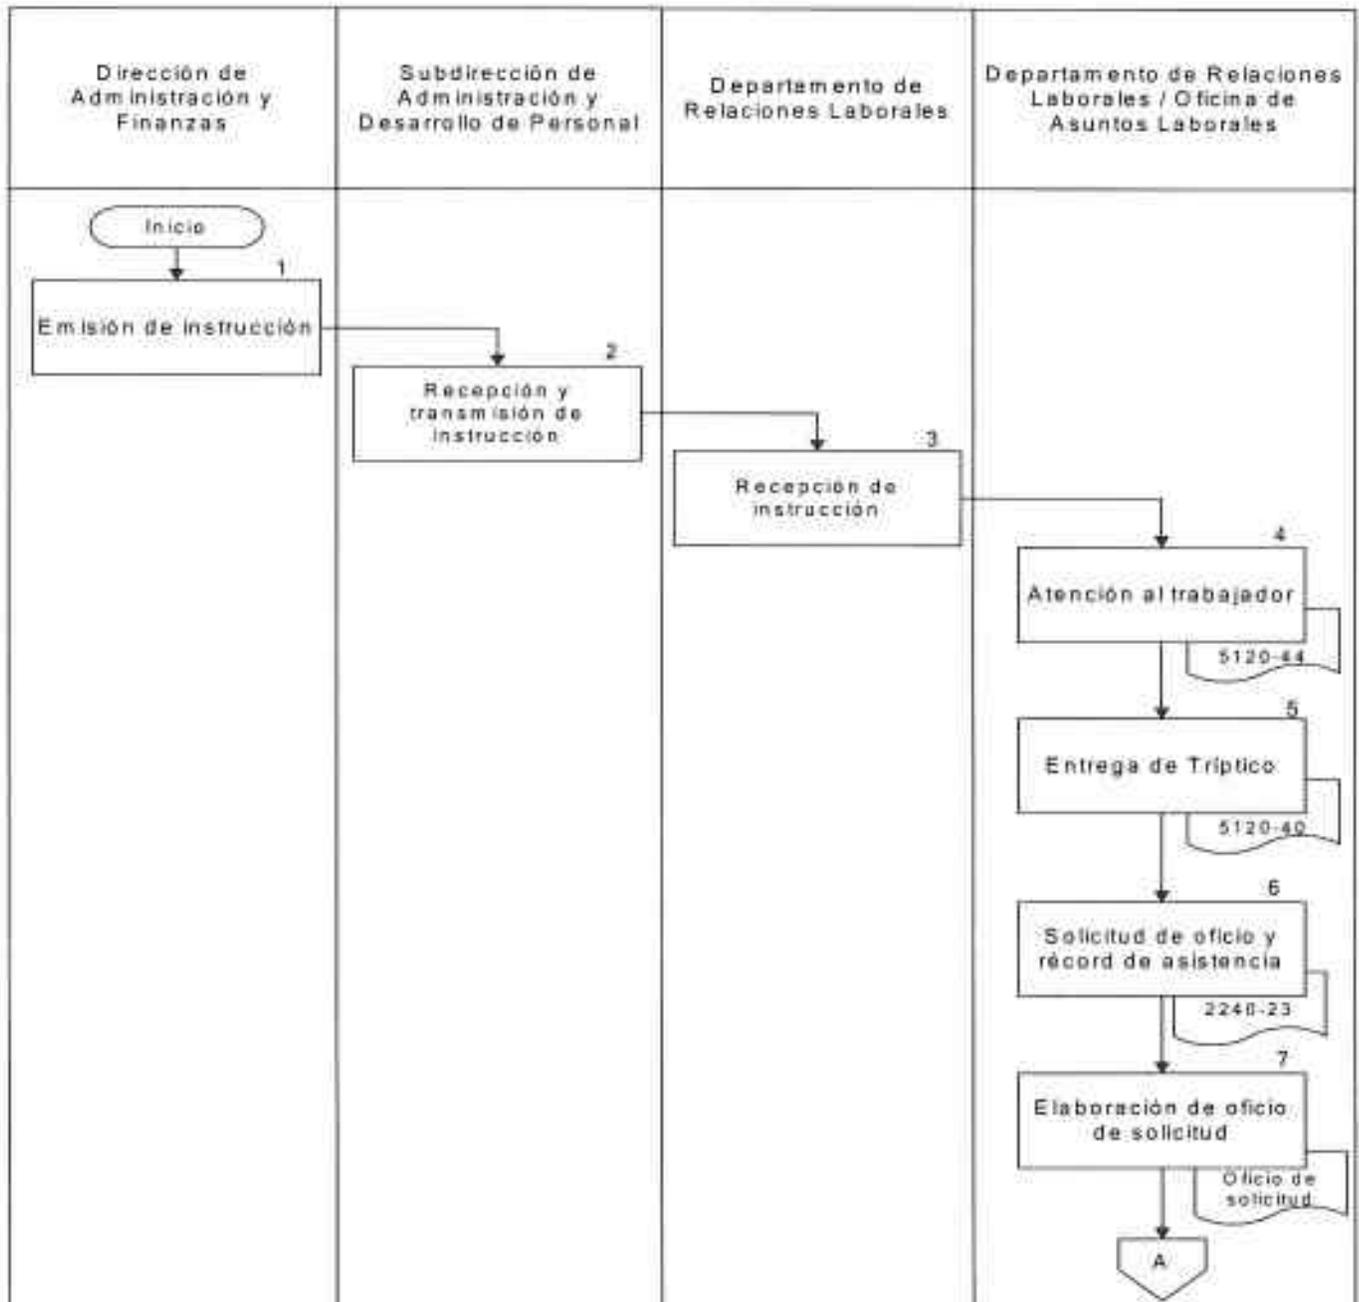 Dirección de
Administración y
Finanzas
Subdirección de
Administración y
Desarrollo de Personal
Departamento de
Relaciones Laborales
Departamento de Relaciones
Laborales / Oficina de
Asuntos Laborales
Inicio
1
Emisión de instrucción
2
Recepción y
transmisión de
instrucción
3
Recepción de
instrucción
4
Atención al trabajador
5120-44
5
Entrega de Tríptico
5120-40
6
Solicitud de oficio y
récord de asistencia
2240-23
7
Elaboración de oficio
de solicitud
Oficio de
solicitud
A